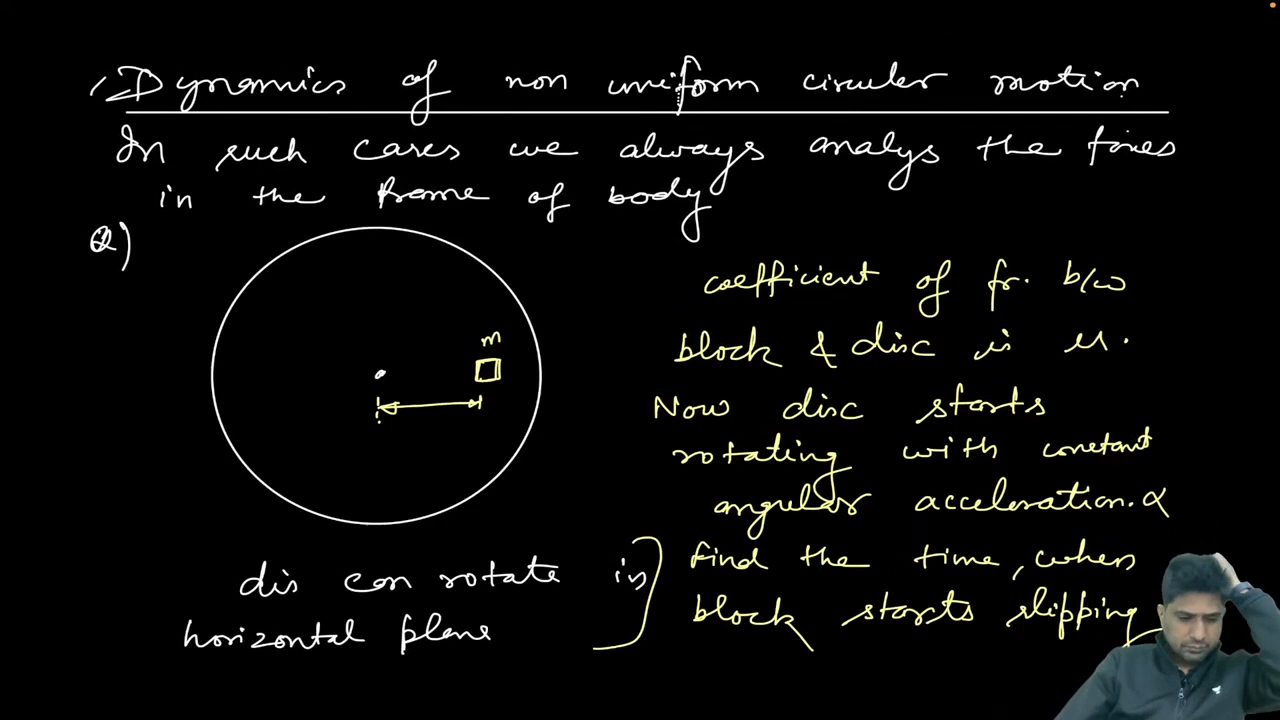 Dynamics of non uniform circular motion
In such cases we always analys the forces
in the frame of body
Q)
coefficient of fr. b/w
block & disc is μ.
m
Now disc starts
rotating with constant
angular acceleration. α
find the time, when
block starts slipping
dis can rotate in
horizontal plane